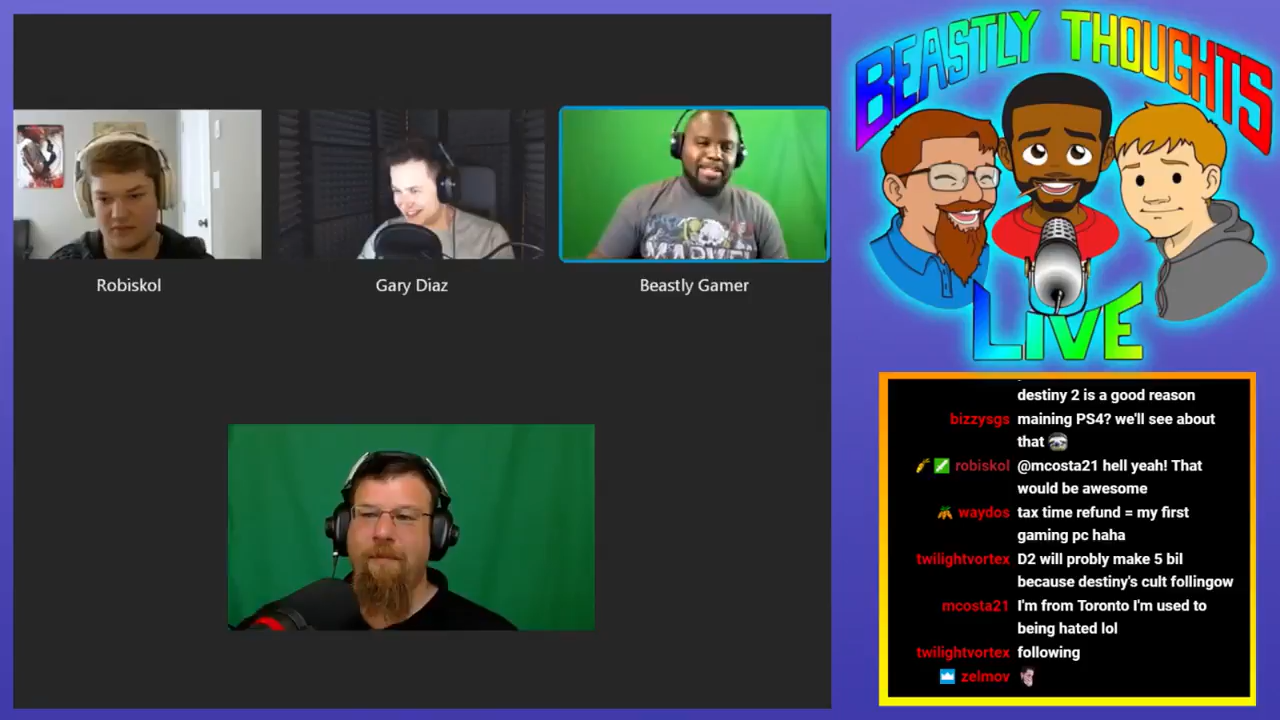 BEASTLY THOUGHTS
LIVE
Robiskol
Gary Diaz
Beastly Gamer
MARVEL
destiny 2 is a good reason
bizzysgs maining PS4? we'll see about
that
robiskol @mcosta21 hell yeah! That
would be awesome
waydos tax time refund = my first
gaming pc haha
twilightvortex D2 will probly make 5 bil
because destiny's cult follingow
mcosta21 I'm from Toronto I'm used to
being hated lol
twilightvortex following
zelmov